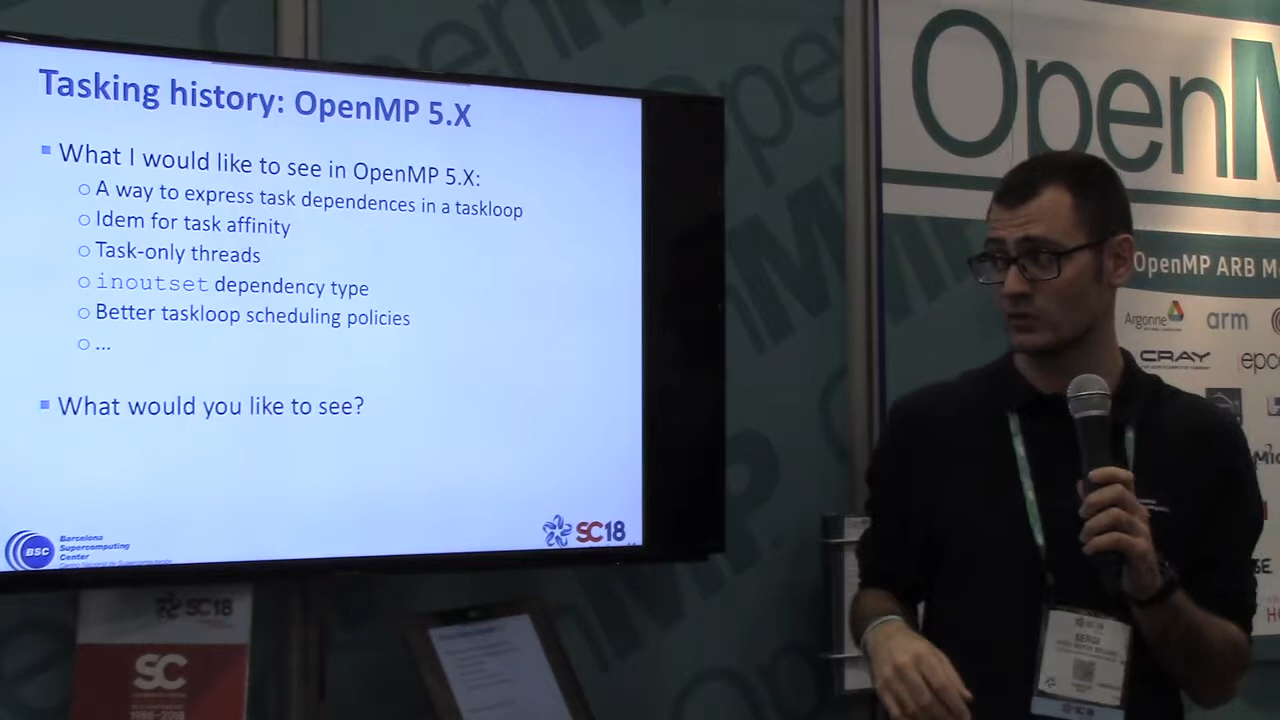 Tasking history: OpenMP 5.X
What I would like to see in OpenMP 5.X:
A way to express task dependences in a taskloop
Idem for task affinity
Task-only threads
inoutset dependency type
Better taskloop scheduling policies
...
What would you like to see?
BSC
Barcelona
Supercomputing
Center
SC18
SC18
SC
OpenM
OpenMP ARB M
Argonne
arm
CRAY
epc
SERGI